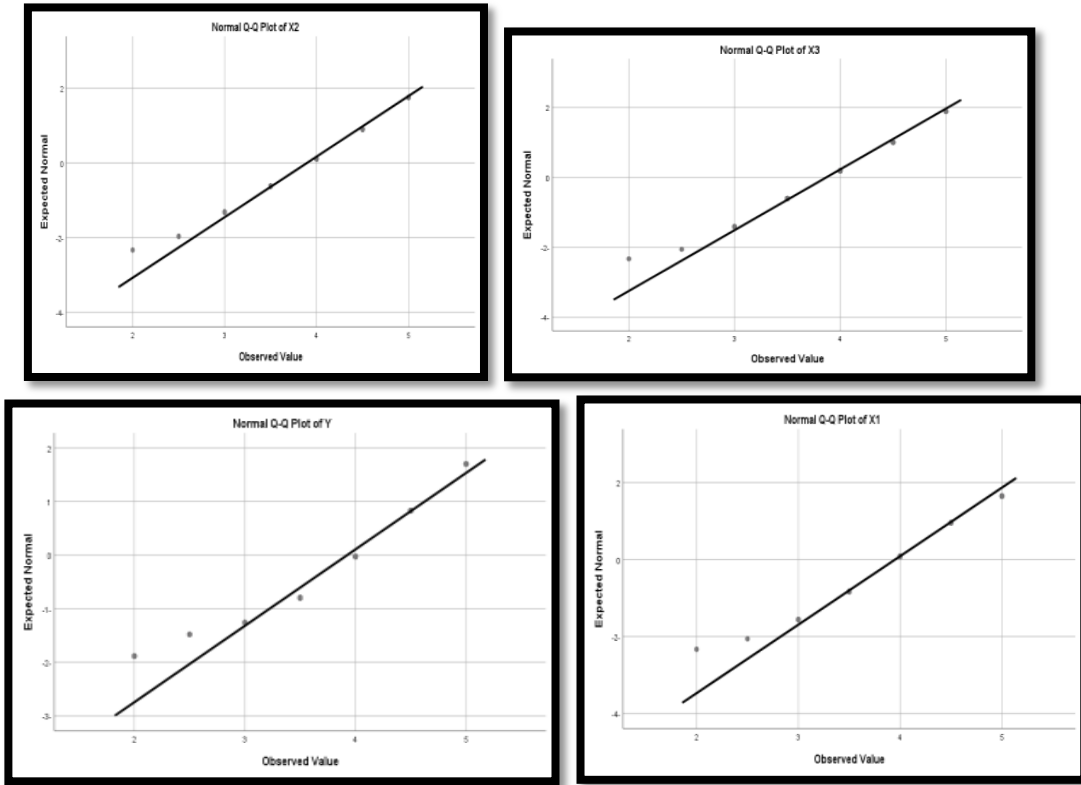 Normal Q-Q Plot of X2
Expected Normal
2
0
-2
-4
2 3 4 5
Observed Value
Normal Q-Q Plot of X3
Expected Normal
2
0
-2
-4
2 3 4 5
Observed Value
Normal Q-Q Plot of Y
Expected Normal
2
1
0
-1
-2
-3
2 3 4 5
Observed Value
Normal Q-Q Plot of X1
Expected Normal
2
0
-2
-4
2 3 4 5
Observed Value